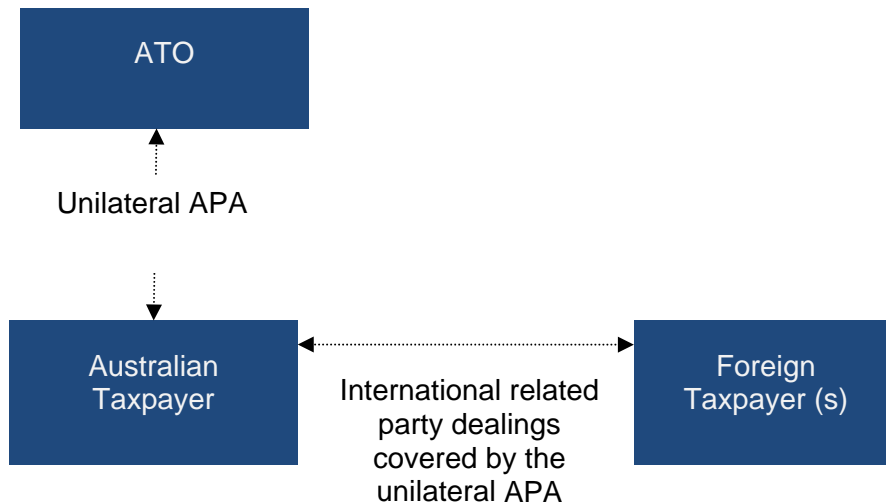 ATO
Unilateral APA
Australian
Taxpayer
Foreign
Taxpayer (s)
International related
party dealings
covered by the
unilateral APA